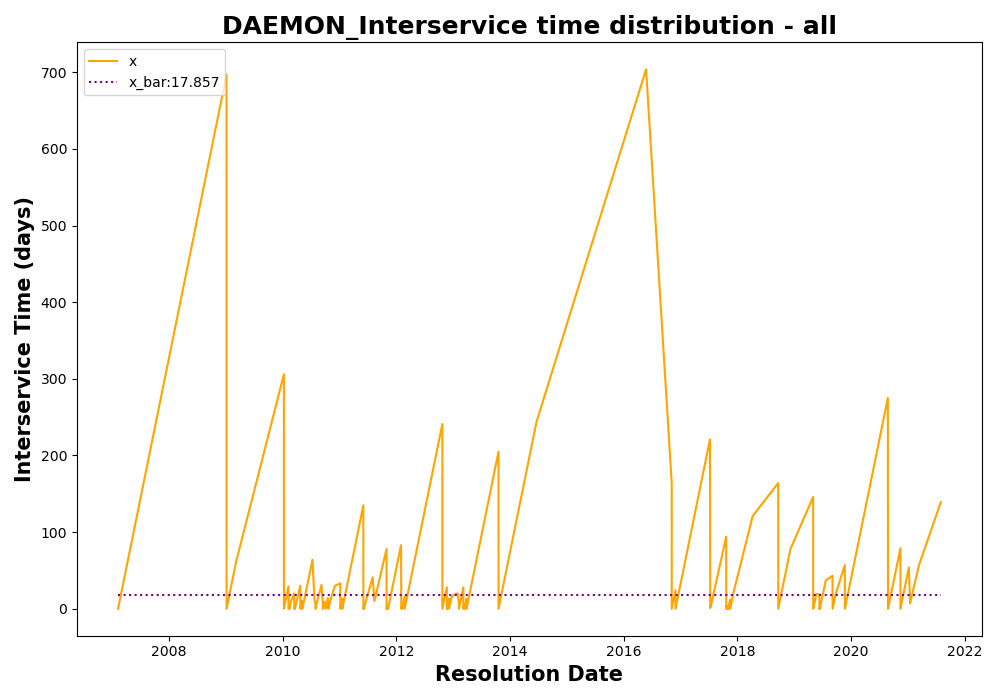 DAEMON_Interservice time distribution - all
x
x_bar:17.857
Interservice Time (days)
700
600
500
400
300
200
100
0
2008 2010 2012 2014 2016 2018 2020 2022
Resolution Date